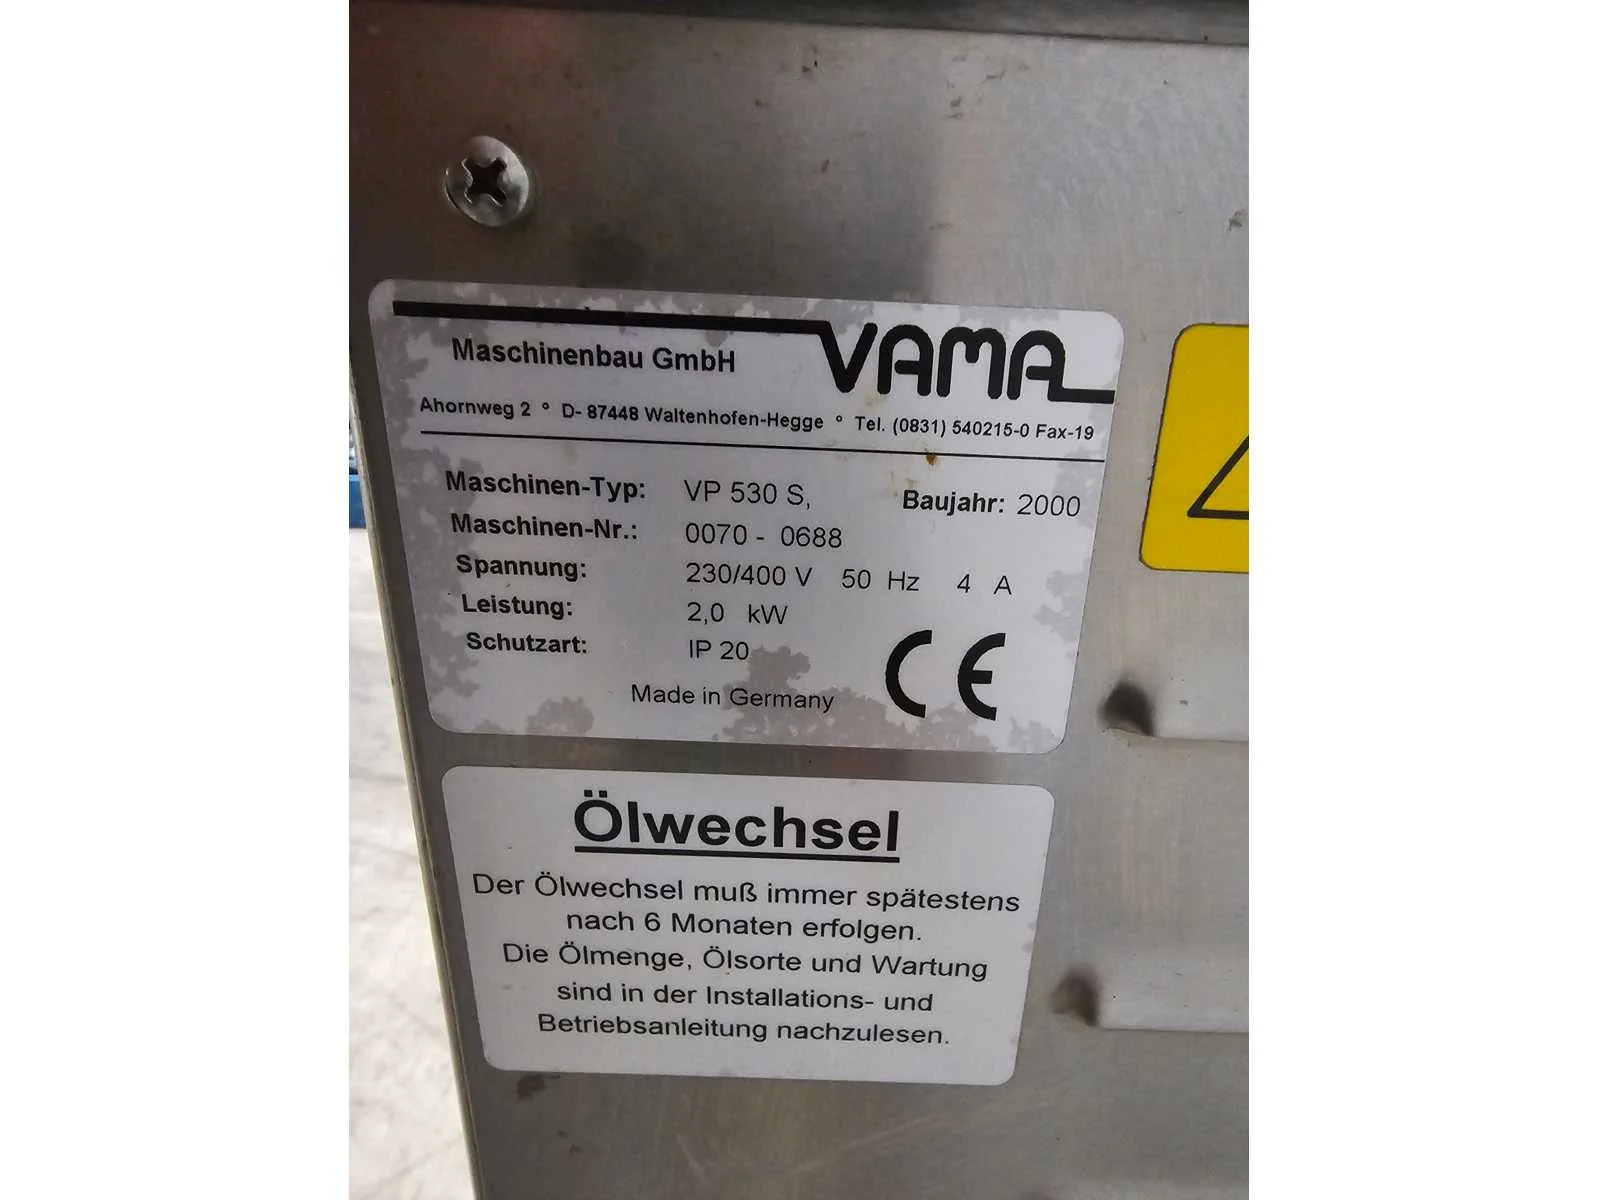 VAMA
Maschinenbau GmbH
Ahornweg 2 ° D- 87448 Waltenhofen-Hegge ° Tel. (0831) 540215-0 Fax-19
Maschinen-Typ: VP 530 S, Baujahr: 2000
Maschinen-Nr.: 0070 - 0688
Spannung: 230/400 V 50 Hz 4 A
Leistung: 2,0 kW
Schutzart: IP 20
CE
Made in Germany
Ölwechsel
Der Ölwechsel muß immer spätestens
nach 6 Monaten erfolgen.
Die Ölmenge, Ölsorte und Wartung
sind in der Installations- und
Betriebsanleitung nachzulesen.